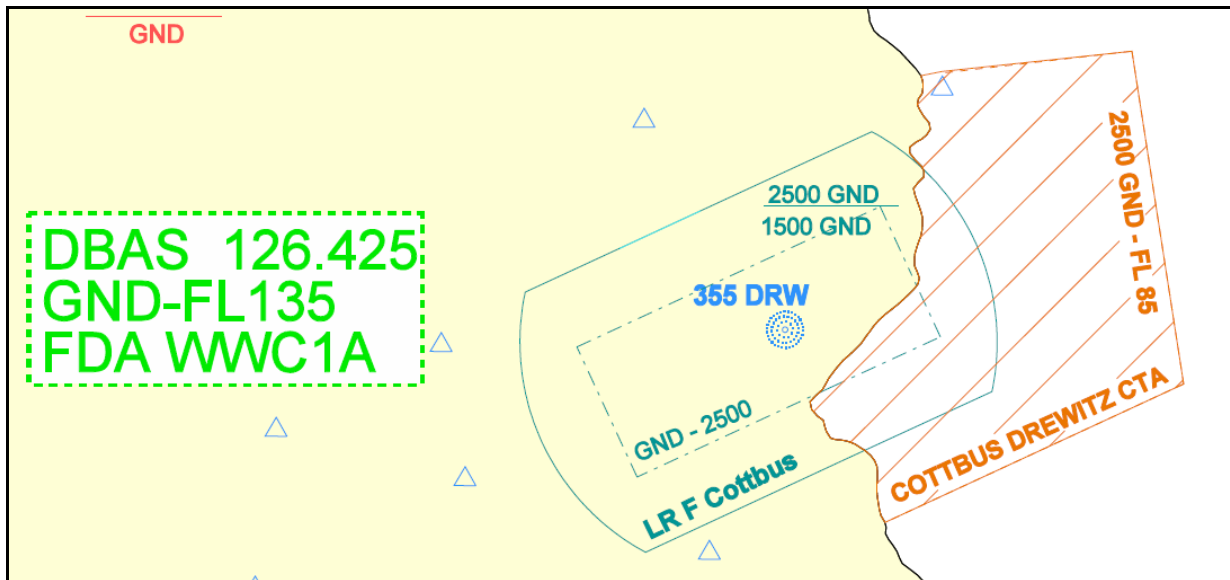 GND
2500 GND - FL 85
2500 GND
1500 GND
DBAS 126.425
GND-FL135
FDA WWC1A
355 DRW
GND - 2500
LR F Cottbus
COTTBUS DREWITZ CTA